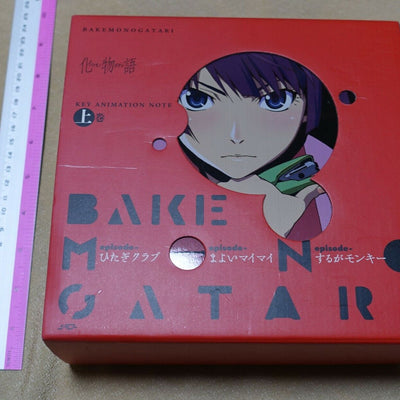 BAKEMONOGATARI
化物語
KEY ANIMATION NOTE
上巻
BAKE
episode- episode- episode-
ひたぎクラブ まよいマイマイ するがモンキー
M N
GATAR